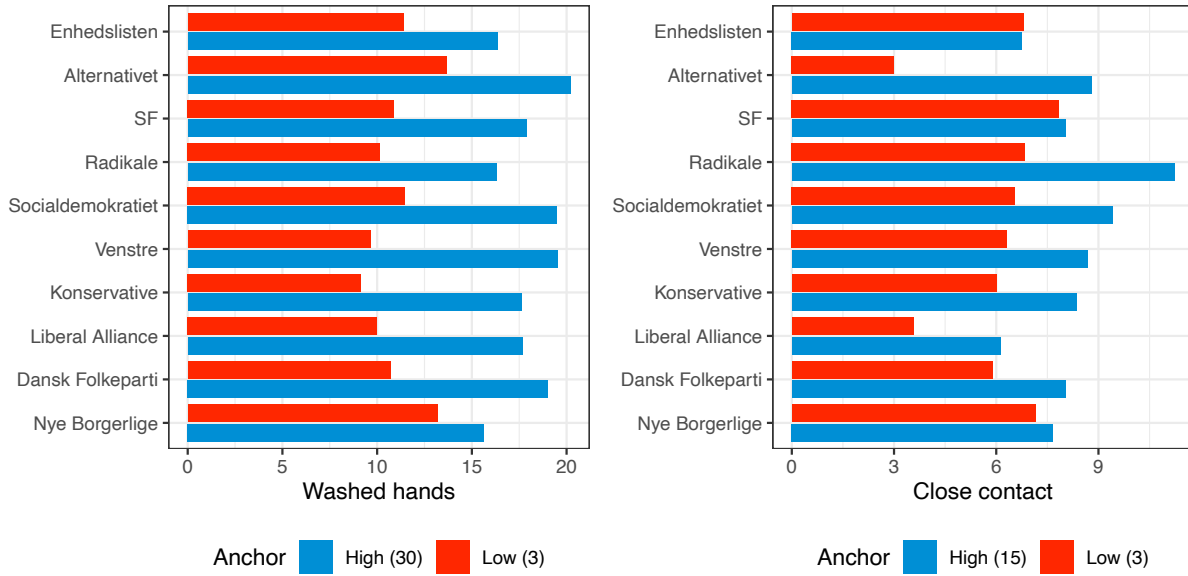 Enhedslisten
Alternativet
SF
Radikale
Socialdemokratiet
Venstre
Konservative
Liberal Alliance
Dansk Folkeparti
Nye Borgerlige
0 5 10 15 20
Washed hands
Anchor High (30) Low (3)
Enhedslisten
Alternativet
SF
Radikale
Socialdemokratiet
Venstre
Konservative
Liberal Alliance
Dansk Folkeparti
Nye Borgerlige
0 3 6 9
Close contact
Anchor High (15) Low (3)